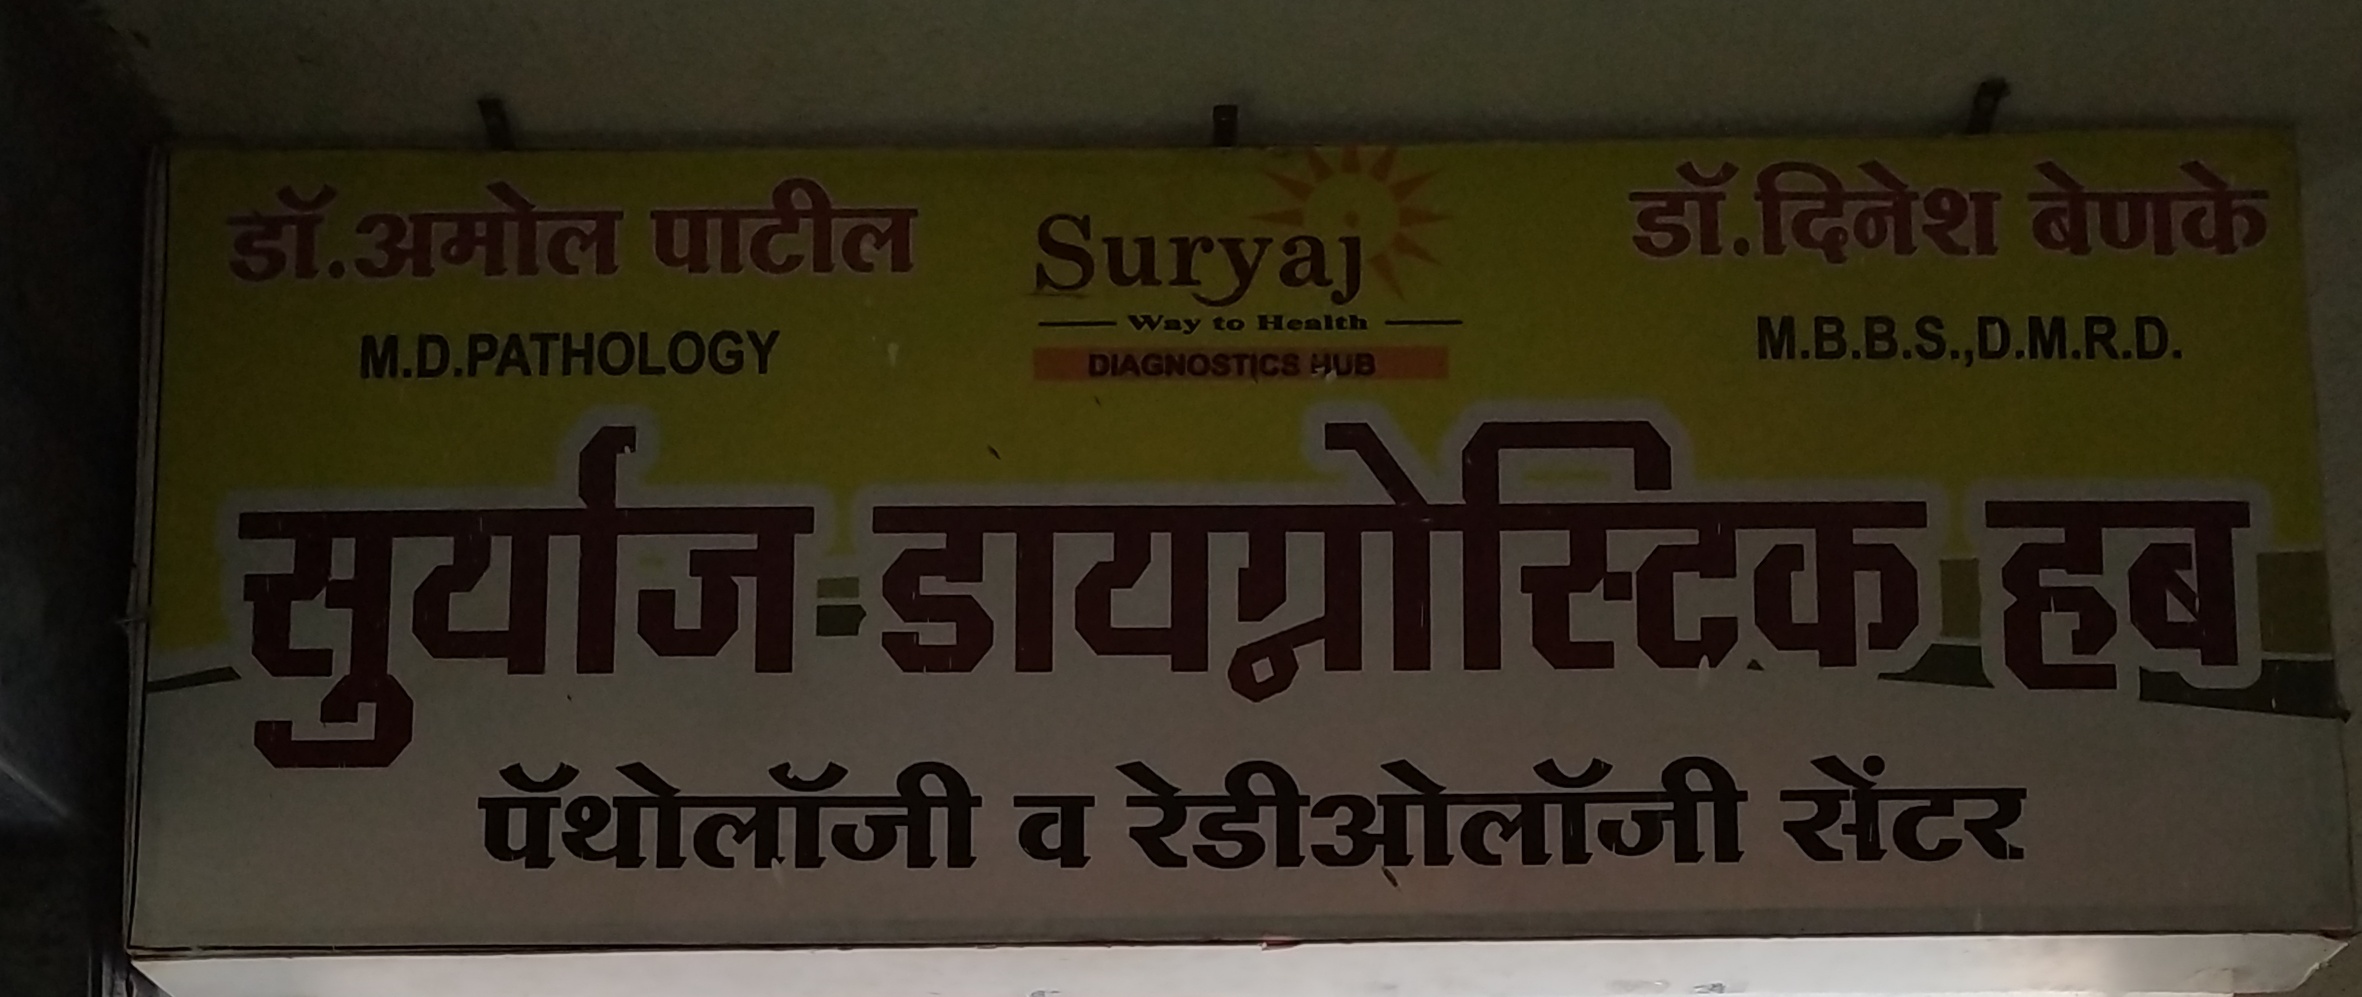 डॉ.अमोल पाटील
M.D.PATHOLOGY
Suryaj
Way to Health
DIAGNOSTICS HUB
डॉ.दिनेश बेणके
M.B.B.S.,D.M.R.D.
सुर्याज डायग्नोस्टिक हब
पॅथोलॉजी व रेडीओलॉजी सेंटर